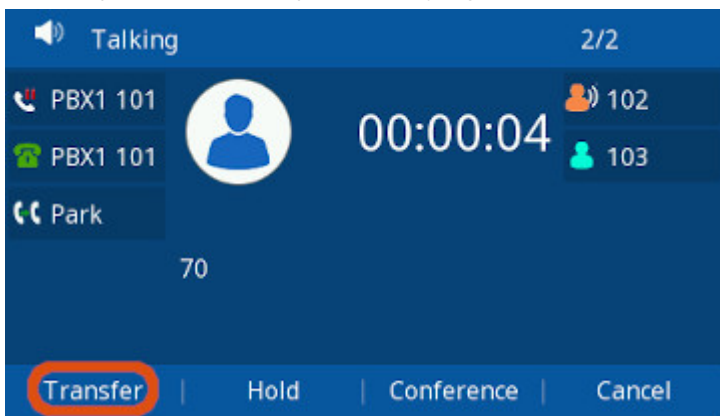 Talking 2/2
PBX1 101
102
00:00:04
PBX1 101
103
Park
70
Transfer | Hold | Conference | Cancel